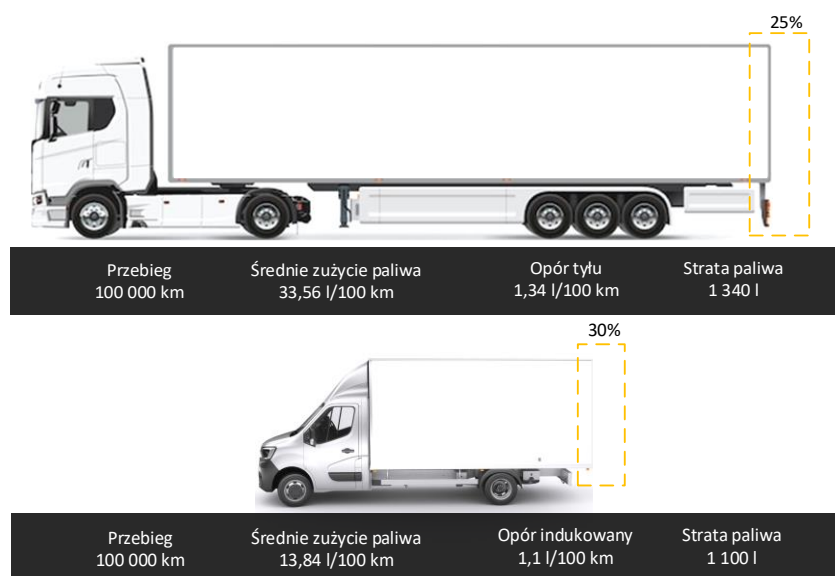 25%
Przebieg
100 000 km
Średnie zużycie paliwa
33,56 l/100 km
Opór tyłu
1,34 l/100 km
Strata paliwa
1 340 l
30%
Przebieg
100 000 km
Średnie zużycie paliwa
13,84 l/100 km
Opór indukowany
1,1 l/100 km
Strata paliwa
1 100 l